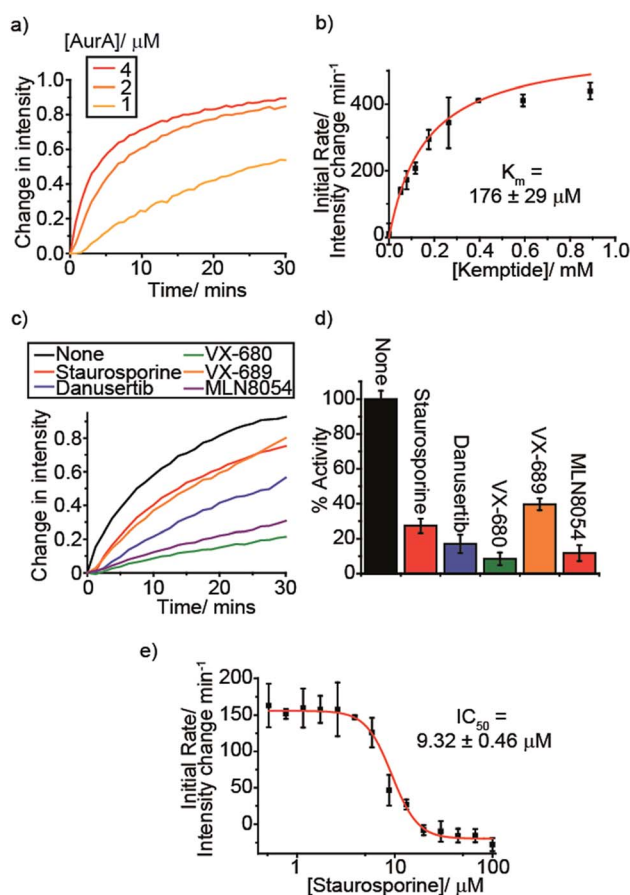 a)
[AurA]/ μM
4
2
1
1.0
0.8
0.6
0.4
0.2
0.0
Change in intensity
0
10
20
30
Time/ mins
b)
400
200
0
Initial Rate/
Intensity change min⁻¹
Kₘ =
176 ± 29 μM
0.0
0.2
0.4
0.6
0.8
1.0
[Kemptide]/ mM
c)
None
VX-680
Staurosporine
VX-689
Danusertib
MLN8054
0.8
0.6
0.4
0.2
0.0
Change in intensity
0
10
20
30
Time/ mins
d)
100
80
60
40
20
0
% Activity
None
Staurosporine
Danusertib
VX-680
VX-689
MLN8054
e)
200
150
100
50
0
Initial Rate/
Intensity change min⁻¹
IC₅₀ =
9.32 ± 0.46 μM
1
10
100
[Staurosporine]/ μM